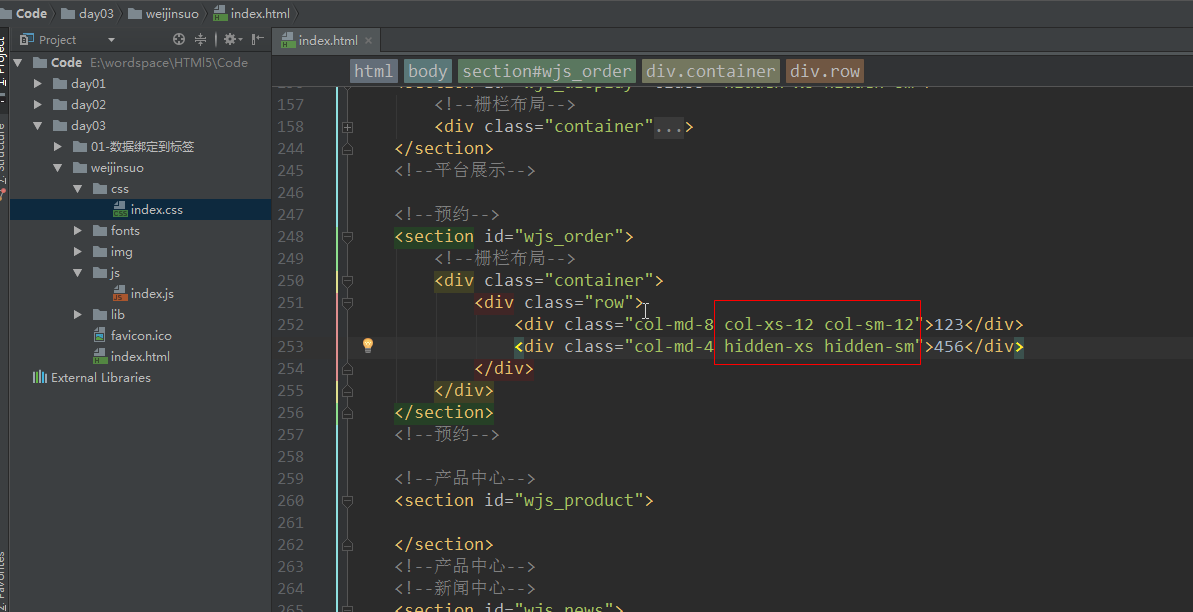 Code day03 weijinsuo index.html
Project
index.html
Code E:\wordspace\HTMl5\Code
day01
day02
day03
01-数据绑定到标签
weijinsuo
css
index.css
fonts
img
js
index.js
lib
favicon.ico
index.html
External Libraries
html body section#wjs_order div.container div.row
157 <!--栅栏布局-->
158 <div class="container"...>
244 </section>
245 <!--平台展示-->
246
247 <!--预约-->
248 <section id="wjs_order">
249 <!--栅栏布局-->
250 <div class="container">
251 <div class="row">
252 <div class="col-md-8 col-xs-12 col-sm-12">123</div>
253 <div class="col-md-4 hidden-xs hidden-sm">456</div>
254 </div>
255 </div>
256 </section>
257 <!--预约-->
258
259 <!--产品中心-->
260 <section id="wjs_product">
261
262 </section>
263 <!--产品中心-->
264 <!--新闻中心-->
265 <section id="wjs_news">